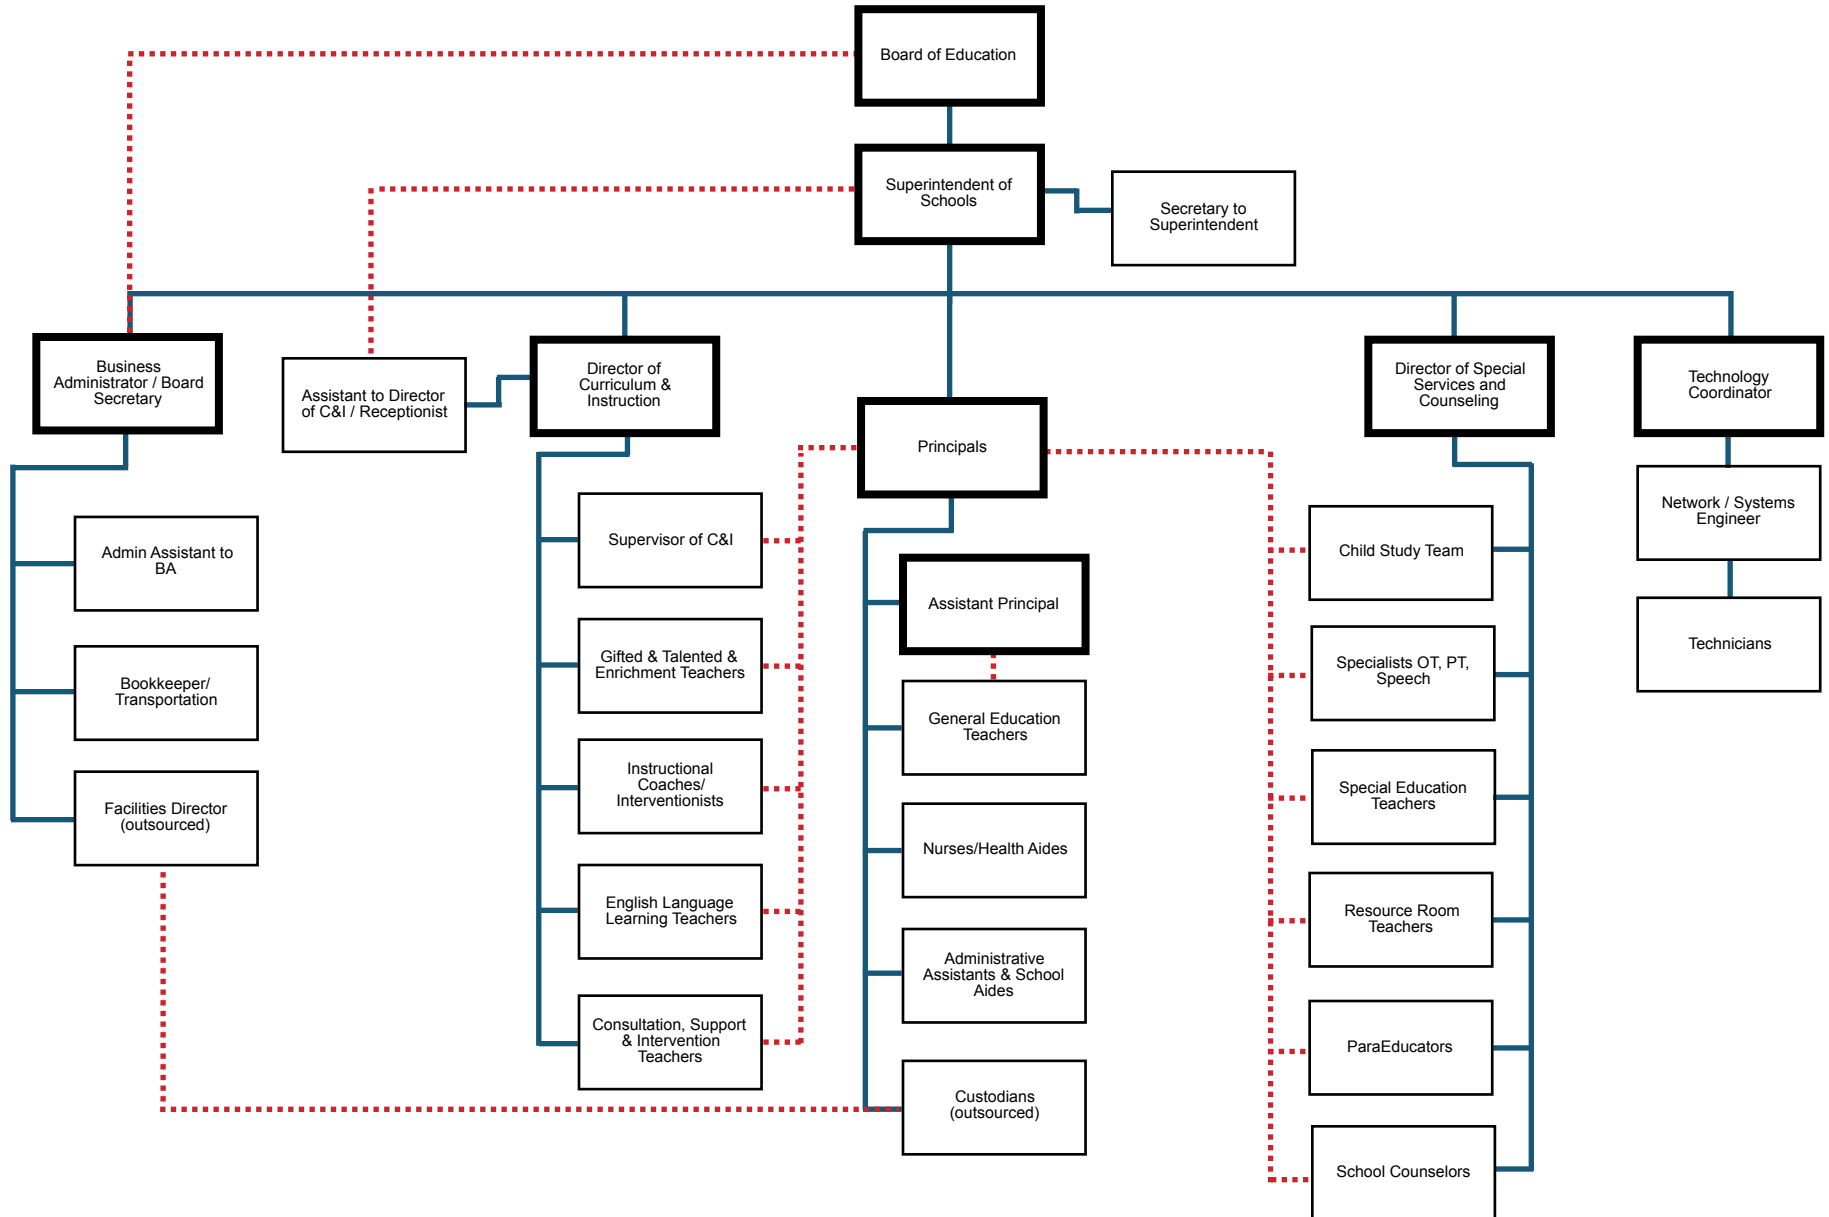 Board of Education
Superintendent of
Schools
Secretary to
Superintendent
Business
Administrator / Board
Secretary
Assistant to Director
of C&I / Receptionist
Director of
Curriculum &
Instruction
Principals
Director of Special
Services and
Counseling
Technology
Coordinator
Admin Assistant to
BA
Bookkeeper/
Transportation
Facilities Director
(outsourced)
Supervisor of C&I
Gifted & Talented &
Enrichment Teachers
Instructional
Coaches/
Interventionists
English Language
Learning Teachers
Consultation, Support
& Intervention
Teachers
Assistant Principal
General Education
Teachers
Nurses/Health Aides
Administrative
Assistants & School
Aides
Custodians
(outsourced)
Child Study Team
Specialists OT, PT,
Speech
Special Education
Teachers
Resource Room
Teachers
ParaEducators
School Counselors
Network / Systems
Engineer
Technicians